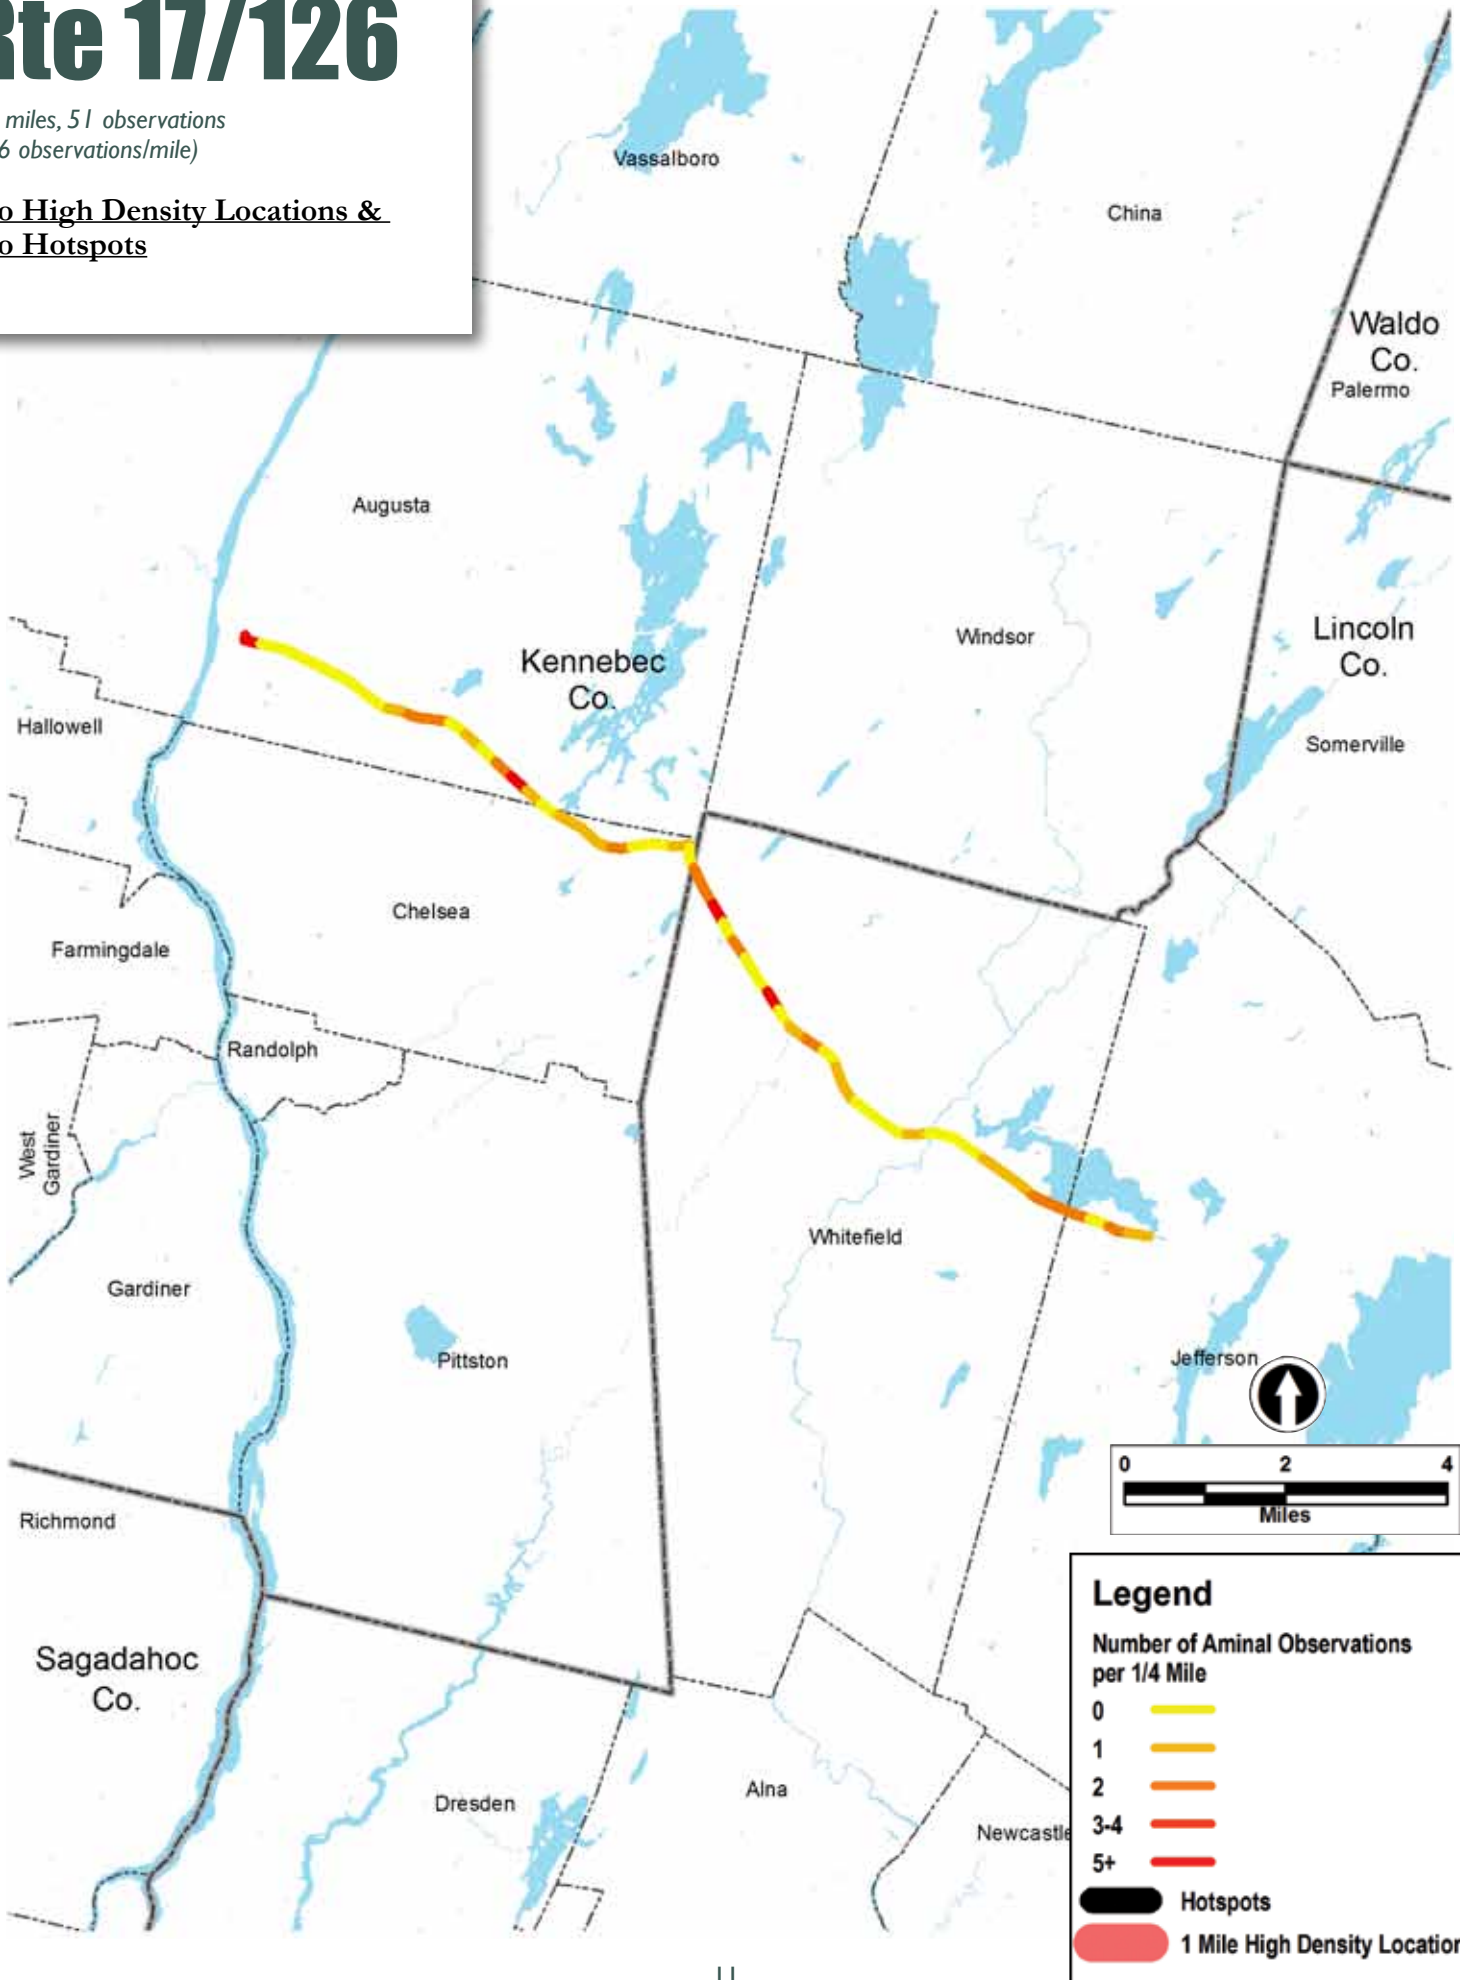 Rte 17/126
miles, 51 observations
6 observations/mile)
o High Density Locations &
o Hotspots
Vassalboro
China
Waldo
Co.
Palermo
Augusta
Windsor
Lincoln
Co.
Kennebec
Co.
Hallowell
Somerville
Chelsea
Farmingdale
Randolph
West
Gardiner
Whitefield
Gardiner
Pittston
Jefferson
0 2 4
Miles
Richmond
Sagadahoc
Co.
Dresden
Alna
Newcastle
Legend
Number of Aminal Observations
per 1/4 Mile
0
1
2
3-4
5+
Hotspots
1 Mile High Density Location